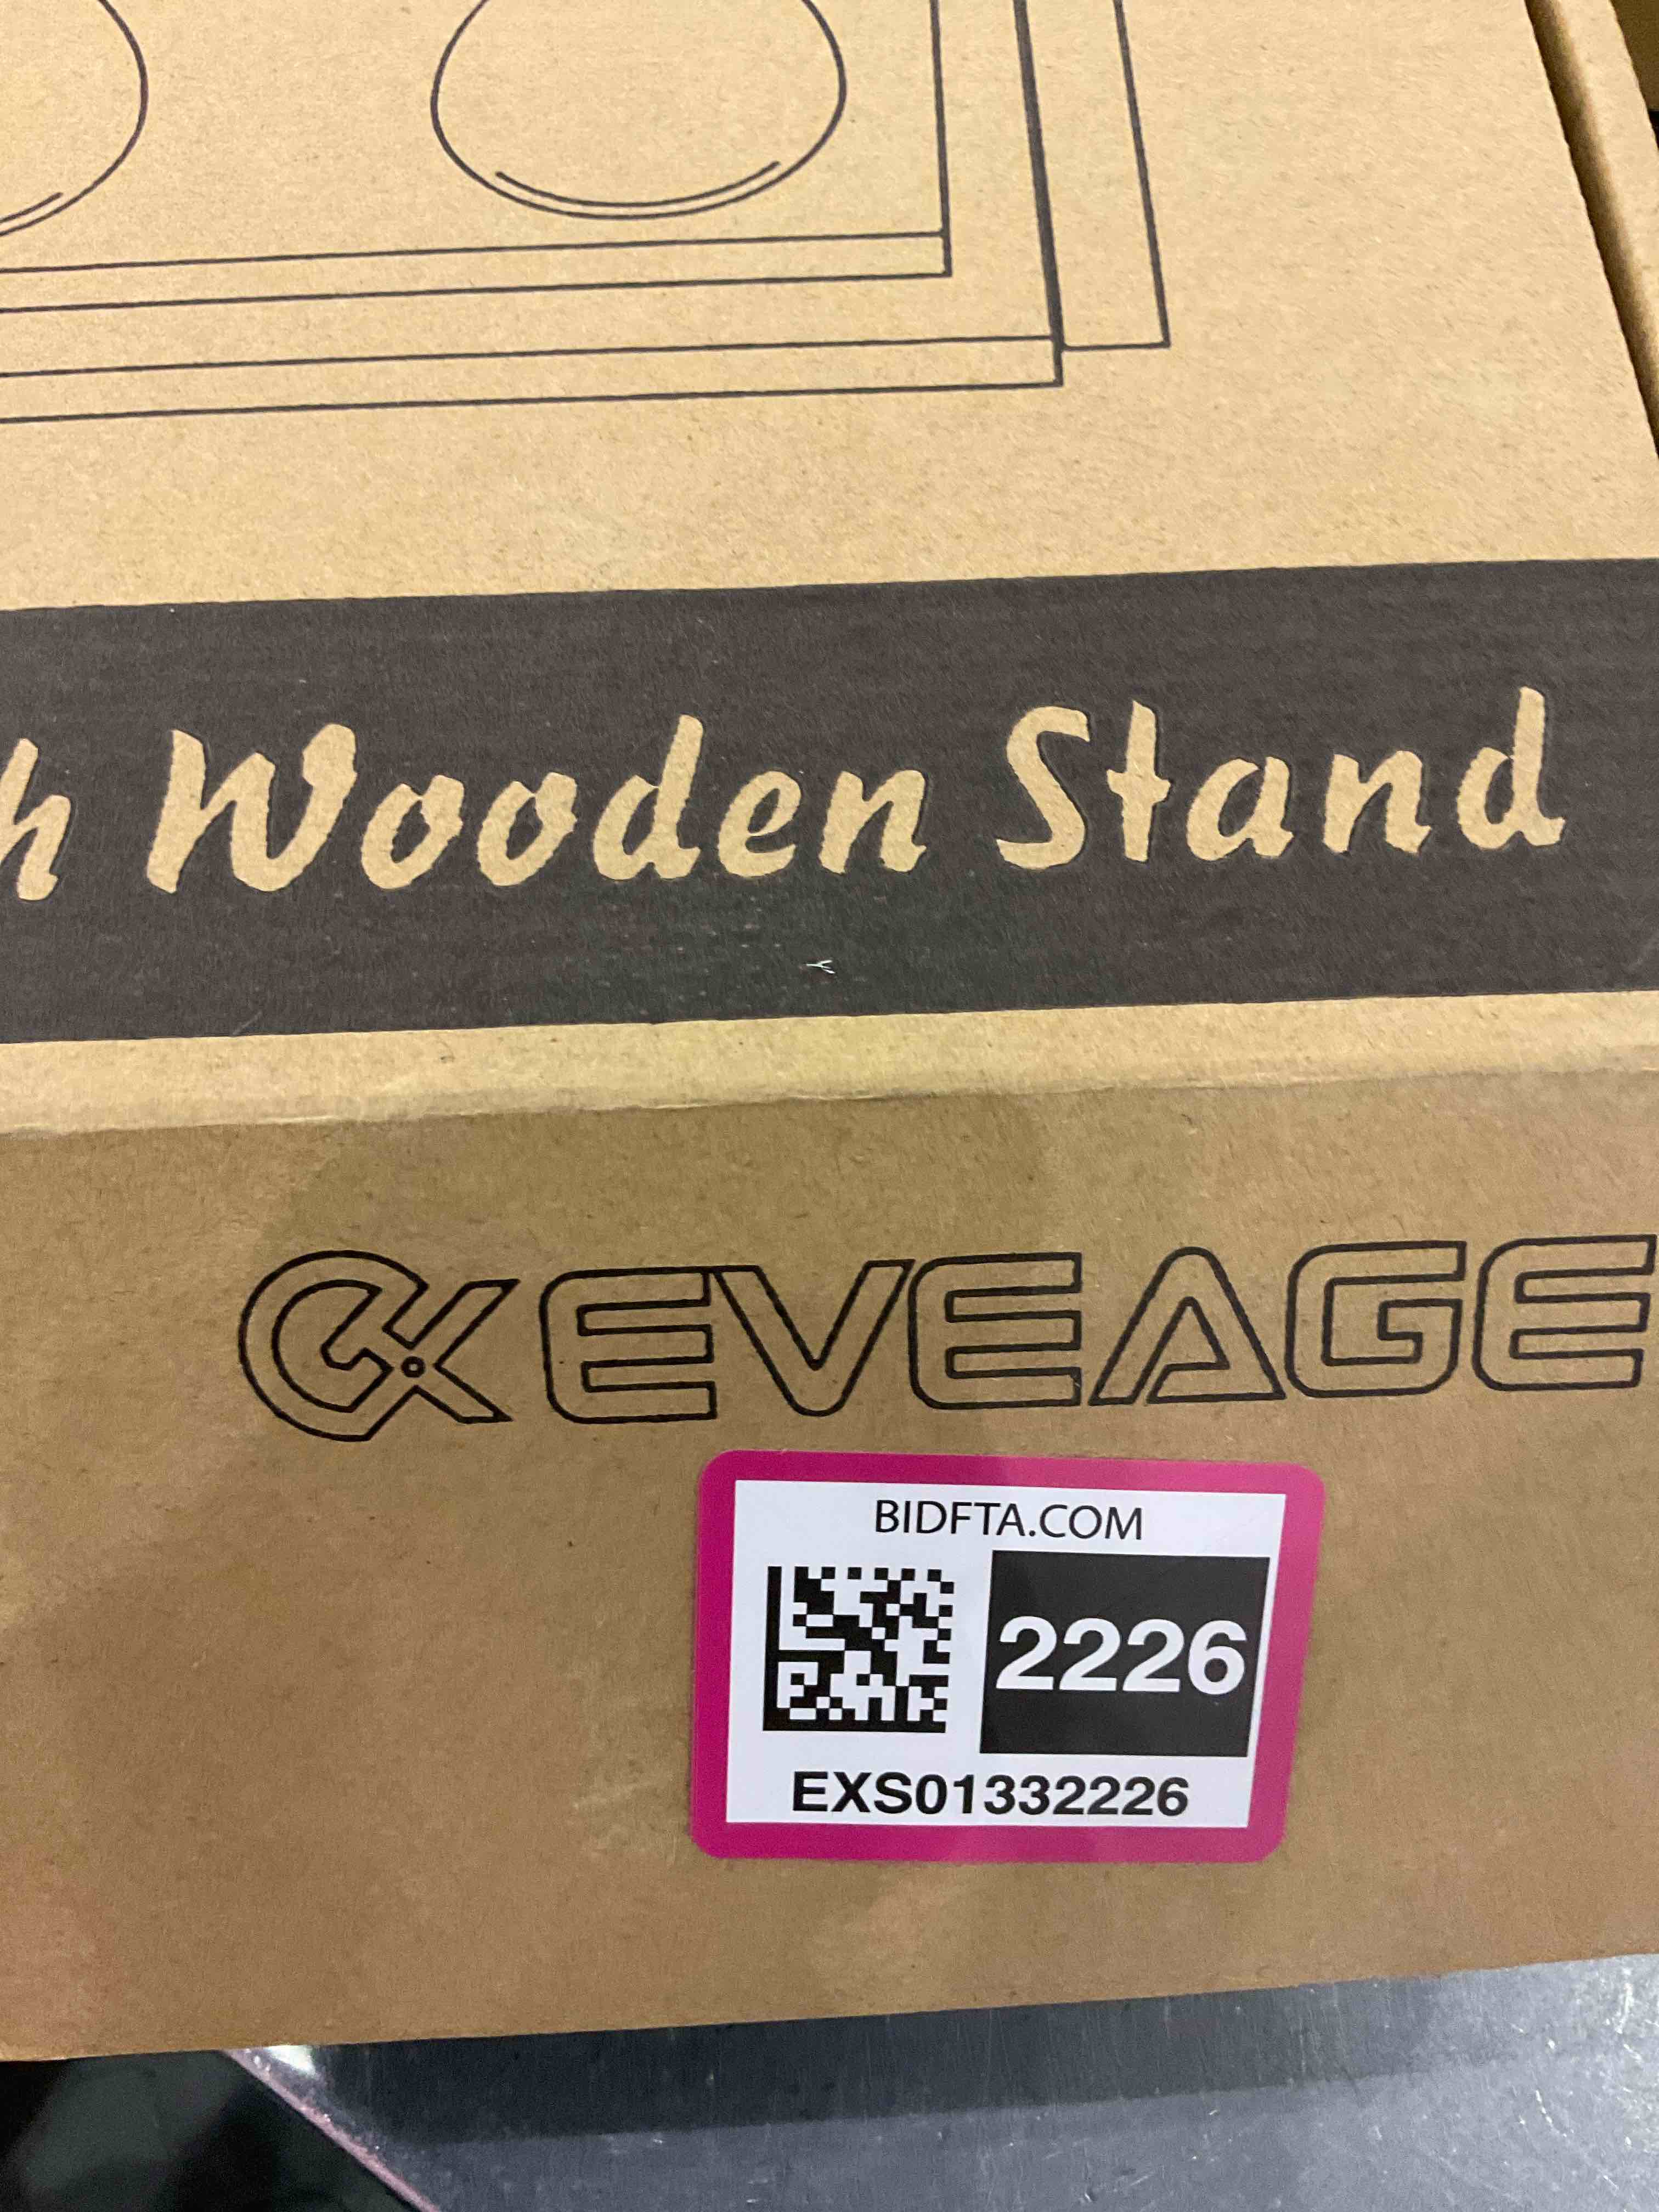 h Wooden Stand
EVEAGE
BIDFTA.COM
2226
EXS01332226